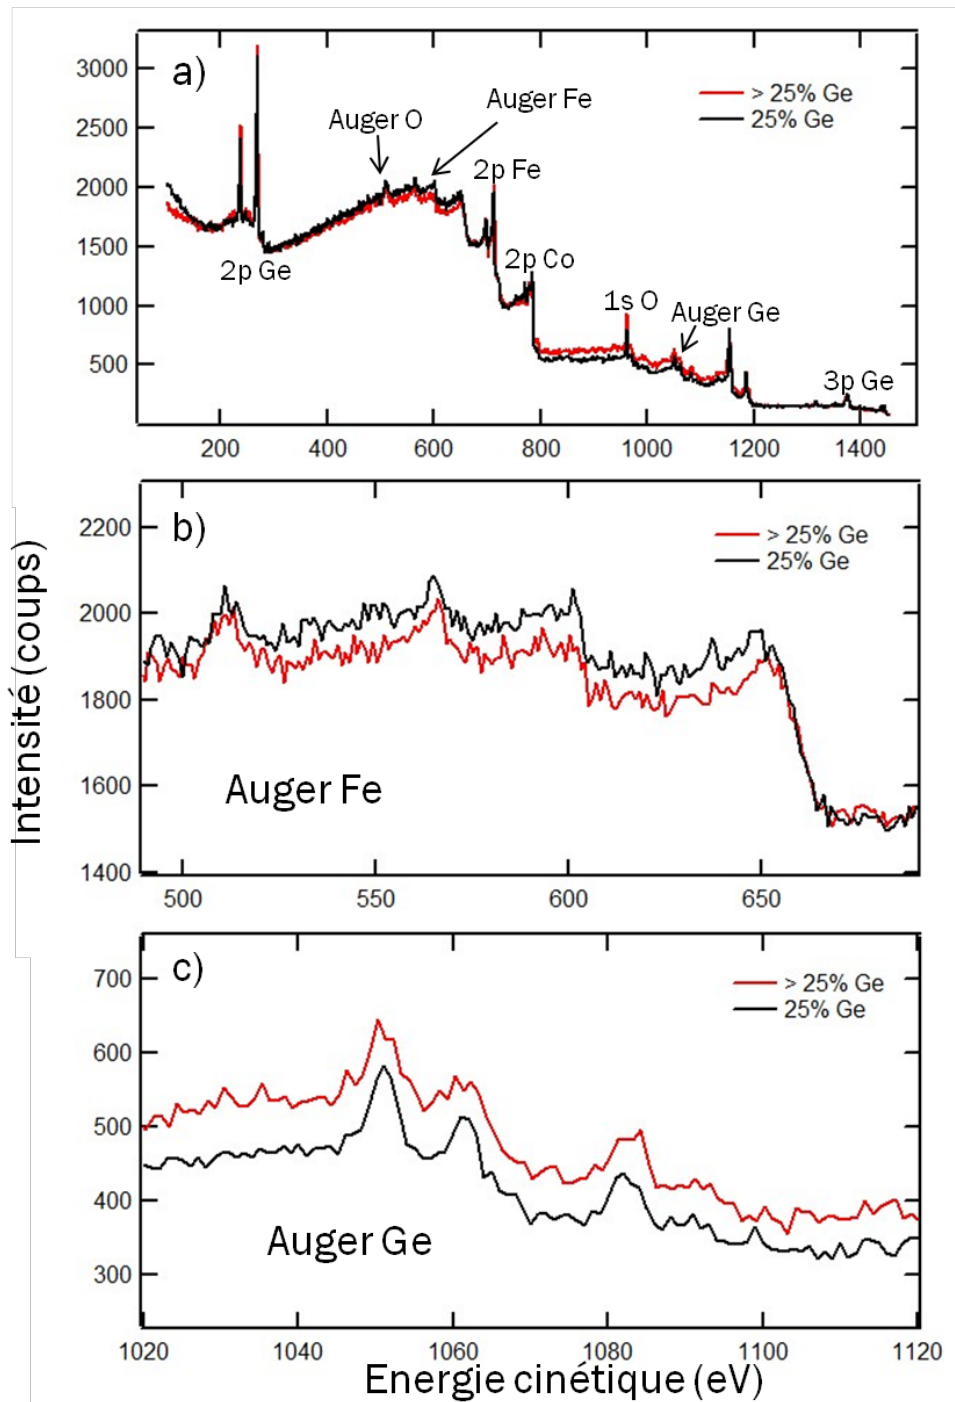 a)
> 25% Ge
25% Ge
Auger O
Auger Fe
2p Fe
2p Ge
2p Co
1s O
Auger Ge
3p Ge
3000
2500
2000
1500
1000
500
200 400 600 800 1000 1200 1400
b)
> 25% Ge
25% Ge
Auger Fe
2200
2000
1800
1600
1400
500 550 600 650
Intensité (coups)
c)
> 25% Ge
25% Ge
Auger Ge
700
600
500
400
300
1020 1040 1060 1080 1100 1120
Energie cinétique (eV)